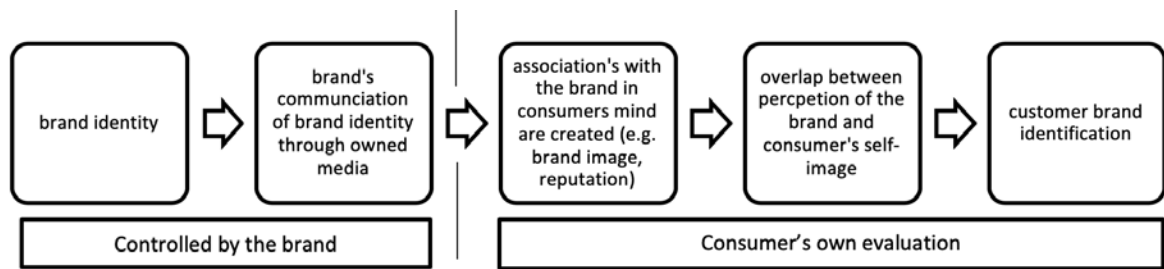 brand identity
brand's
communciation
of brand identity
through owned
media
association's with
the brand in
consumers mind
are created (e.g.
brand image,
reputation)
overlap between
percpetion of the
brand and
consumer's self-
image
customer brand
identification
Controlled by the brand
Consumer’s own evaluation